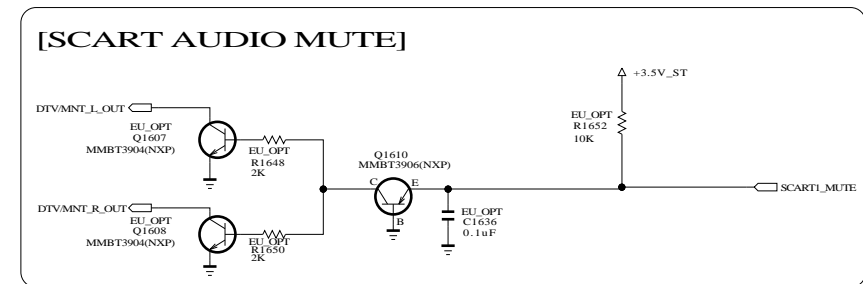 [SCART AUDIO MUTE]
+3.5V_ST
DTV/MNT_L_OUT
EU_OPT
Q1607
MMBT3904(NXP)
EU_OPT
R1648
2K
Q1610
MMBT3906(NXP)
C
E
B
EU_OPT
R1652
10K
SCART1_MUTE
EU_OPT
C1636
0.1uF
DTV/MNT_R_OUT
EU_OPT
Q1608
MMBT3904(NXP)
EU_OPT
R1650
2K